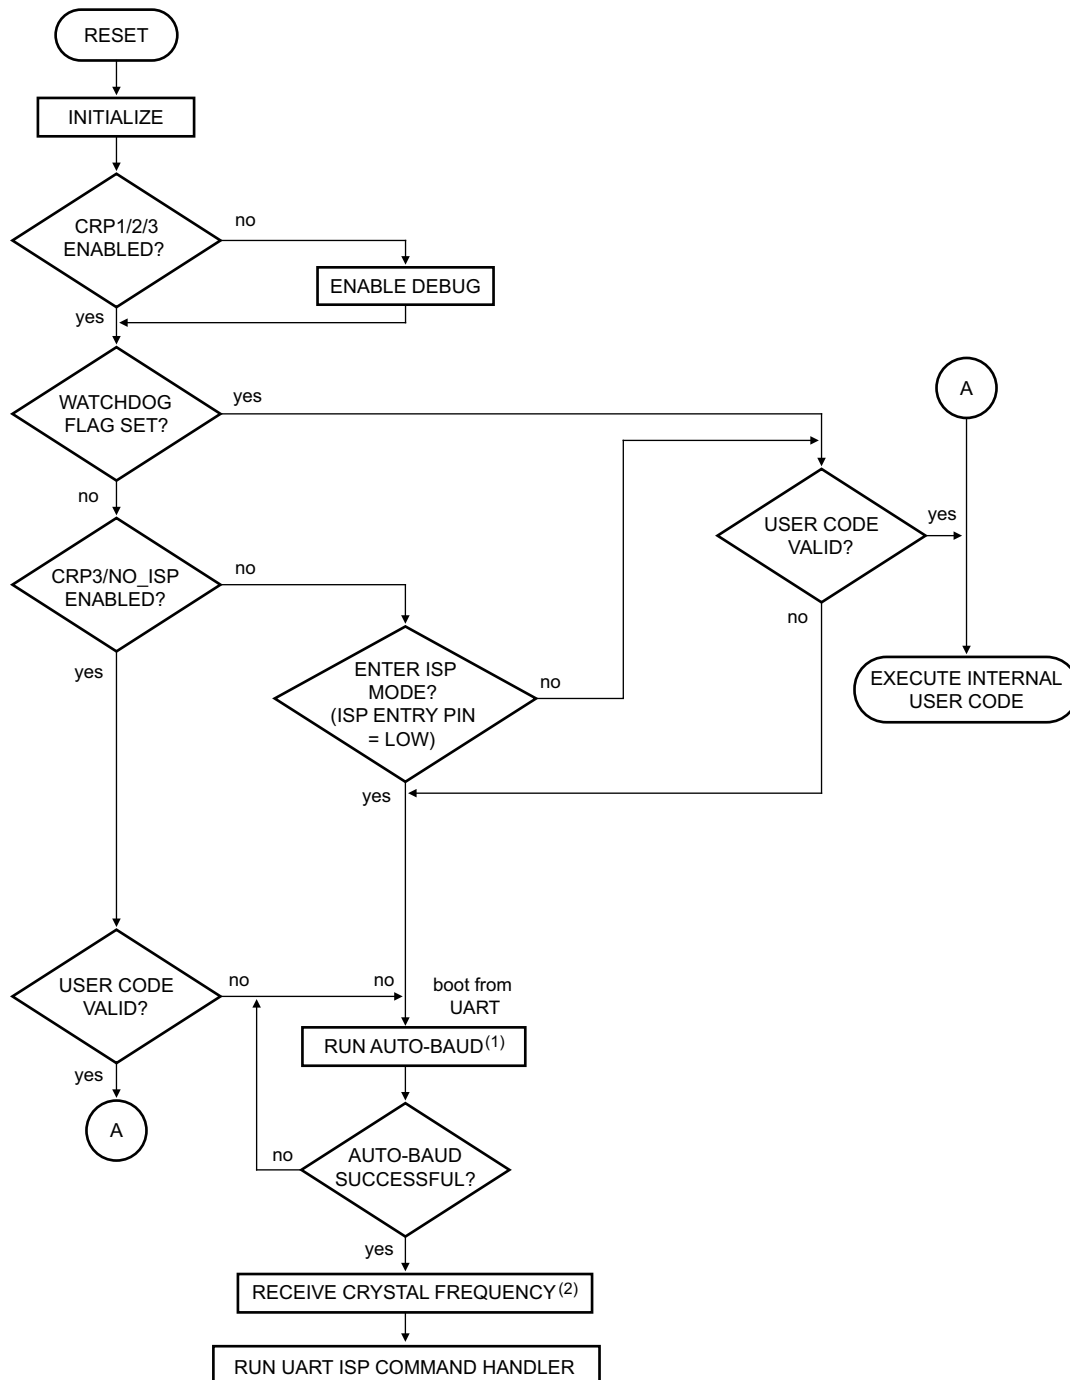 RESET
INITIALIZE
CRP1/2/3
ENABLED?
no
ENABLE DEBUG
yes
WATCHDOG
FLAG SET?
yes
A
no
USER CODE
VALID?
yes
no
CRP3/NO_ISP
ENABLED?
no
yes
ENTER ISP
MODE?
(ISP ENTRY PIN
= LOW)
no
EXECUTE INTERNAL
USER CODE
yes
USER CODE
VALID?
no
no
boot from
UART
RUN AUTO-BAUD(1)
yes
A
AUTO-BAUD
SUCCESSFUL?
no
yes
RECEIVE CRYSTAL FREQUENCY(2)
RUN UART ISP COMMAND HANDLER